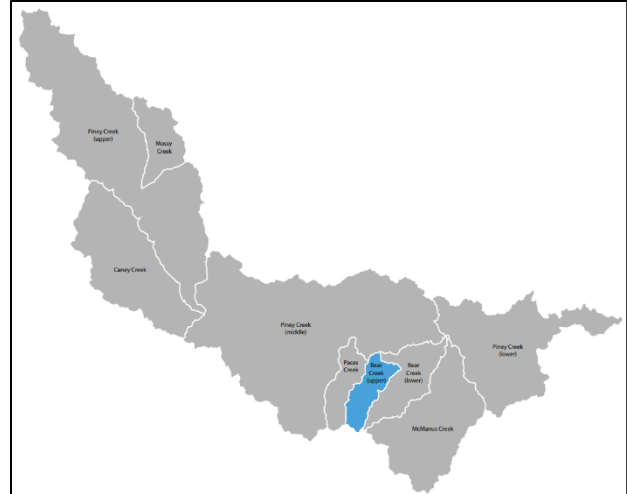 Piney Creek
(upper)
Mossy
Creek
Caney Creek
Piney Creek
(middle)
Paces
Creek
Bear
Creek
(upper)
Bear
Creek
(lower)
Piney Creek
(lower)
McManus Creek